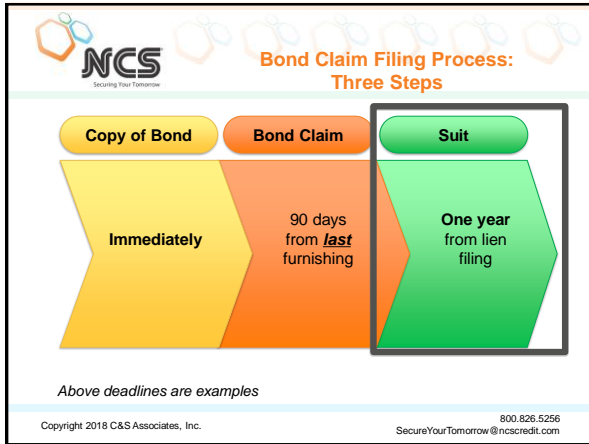 NCS
Securing Your Tomorrow
Bond Claim Filing Process:
Three Steps
Copy of Bond
Bond Claim
Suit
Immediately
90 days
from last
furnishing
One year
from lien
filing
Above deadlines are examples
Copyright 2018 C&S Associates, Inc.
800.826.5256
SecureYourTomorrow@ncscredit.com